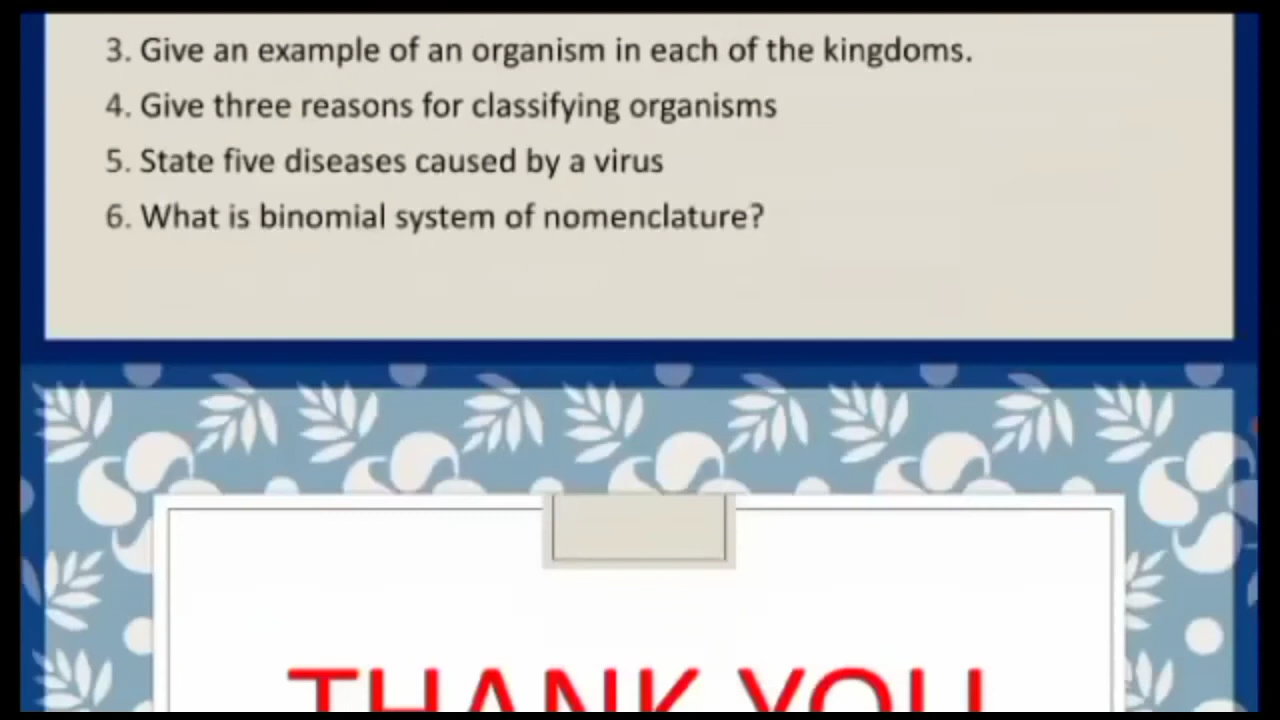 3. Give an example of an organism in each of the kingdoms.
4. Give three reasons for classifying organisms
5. State five diseases caused by a virus
6. What is binomial system of nomenclature?
THANK YOU